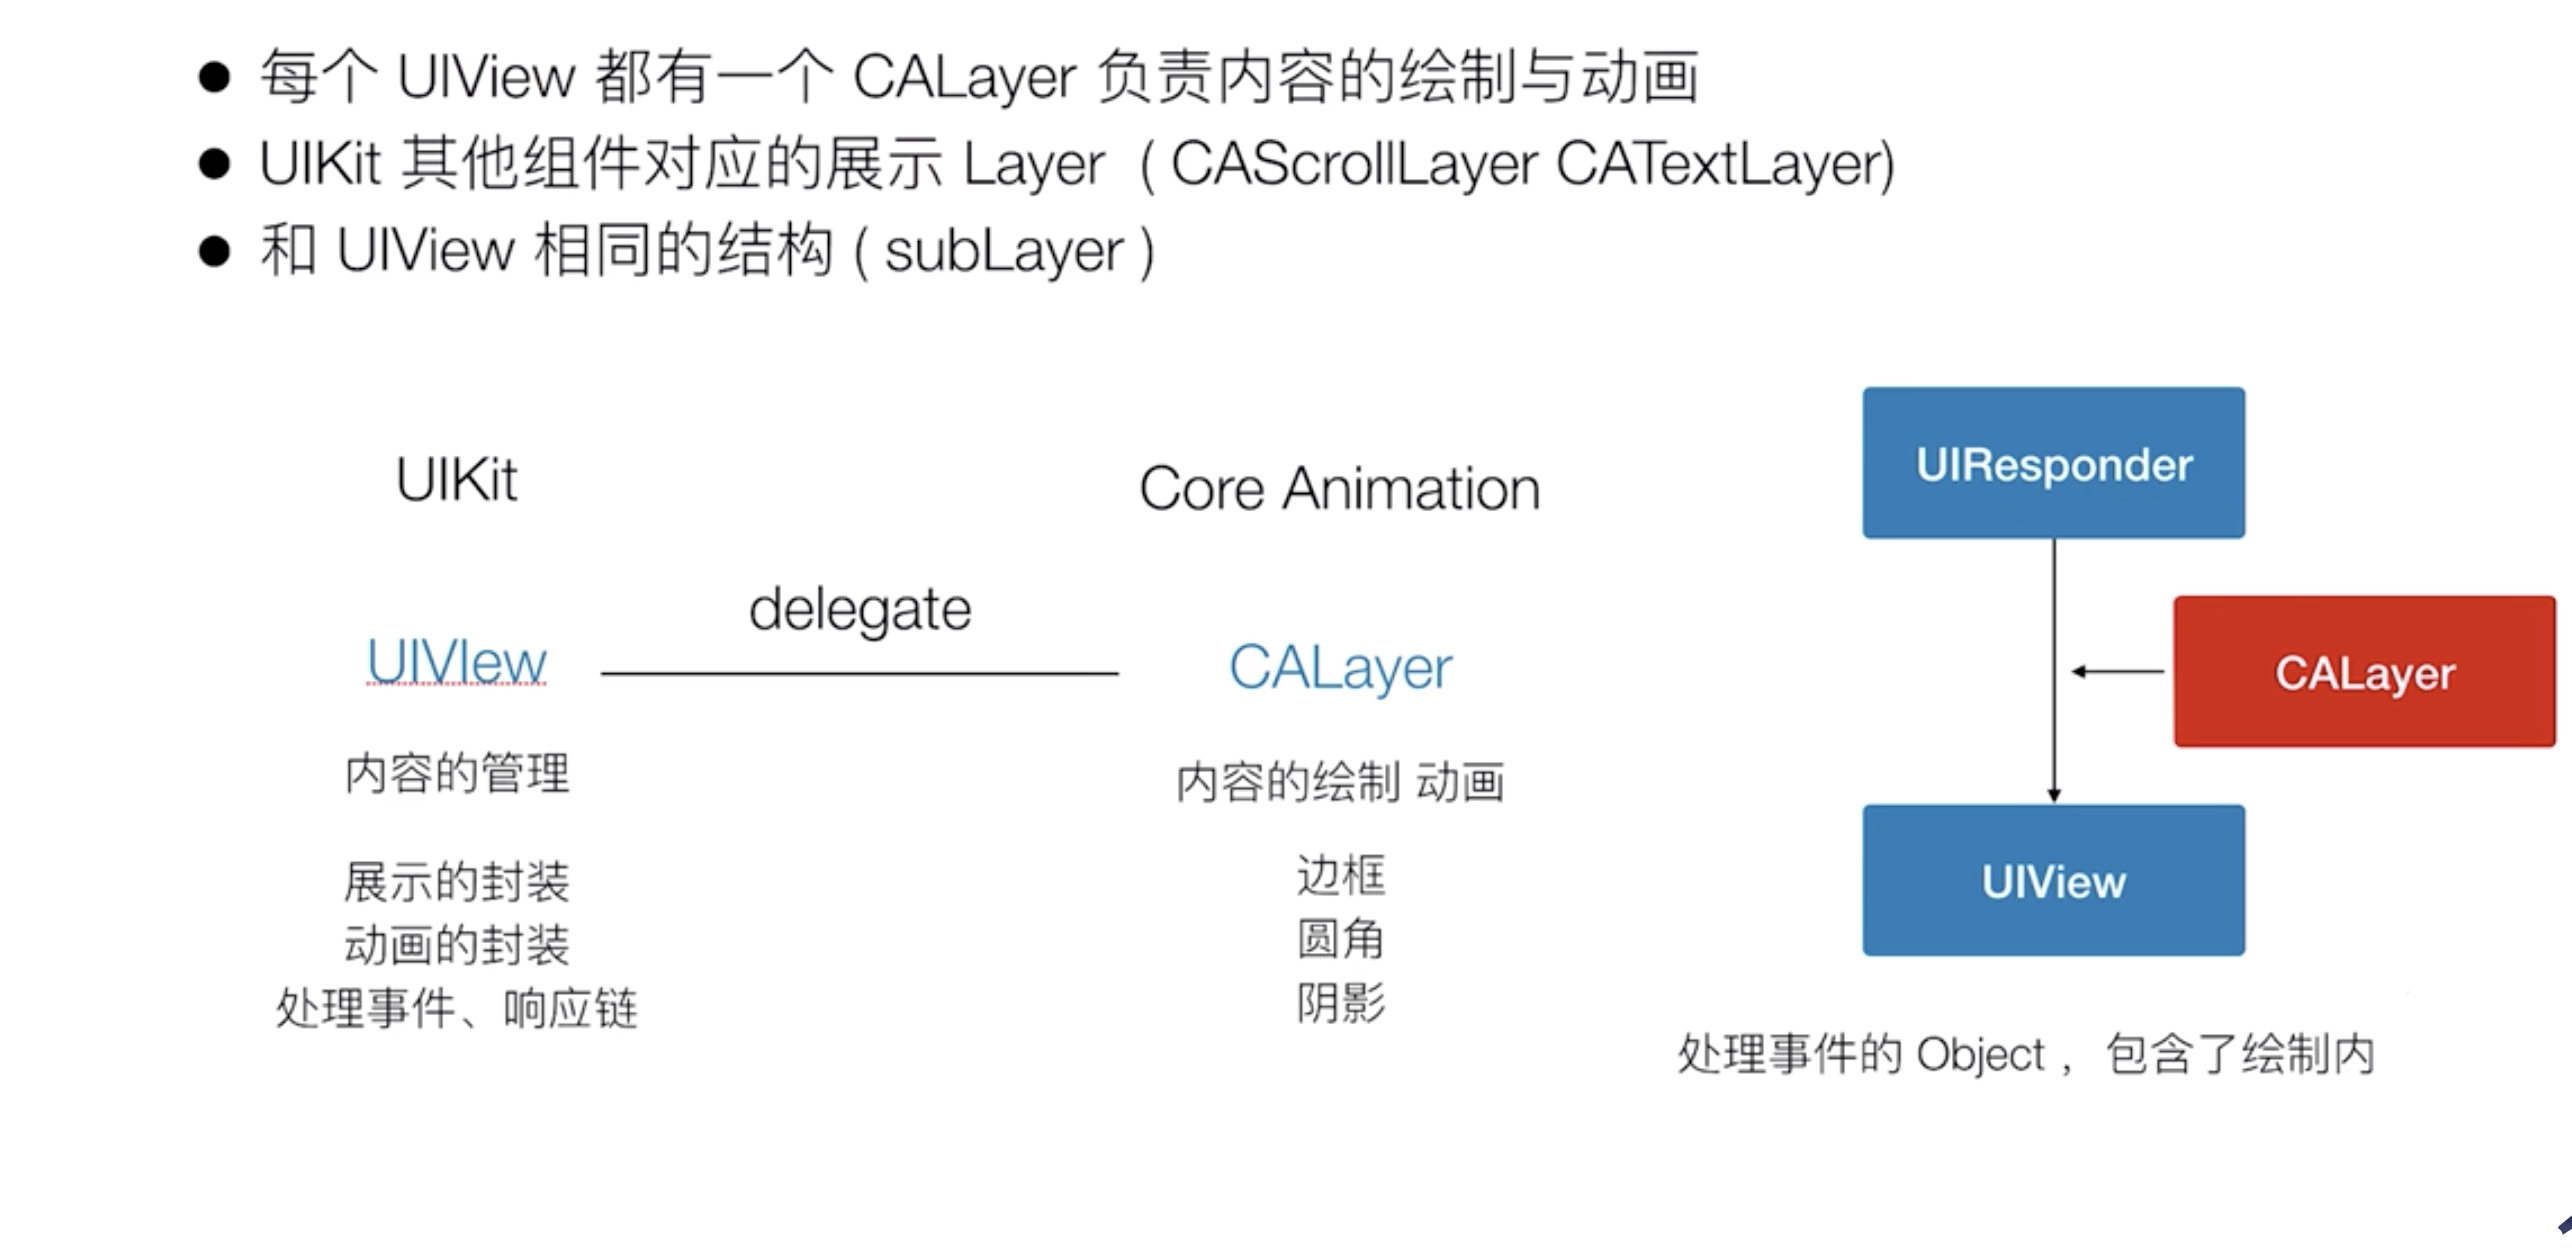 ● 每个 UIView 都有一个 CALayer 负责内容的绘制与动画
● UIKit 其他组件对应的展示 Layer ( CAScrollLayer CATextLayer)
● 和 UIView 相同的结构 ( subLayer )
UIKit
Core Animation
delegate
UIVIew
CALayer
内容的管理
内容的绘制 动画
展示的封装
动画的封装
处理事件、响应链
边框
圆角
阴影
UIResponder
CALayer
UIView
处理事件的 Object ，包含了绘制内